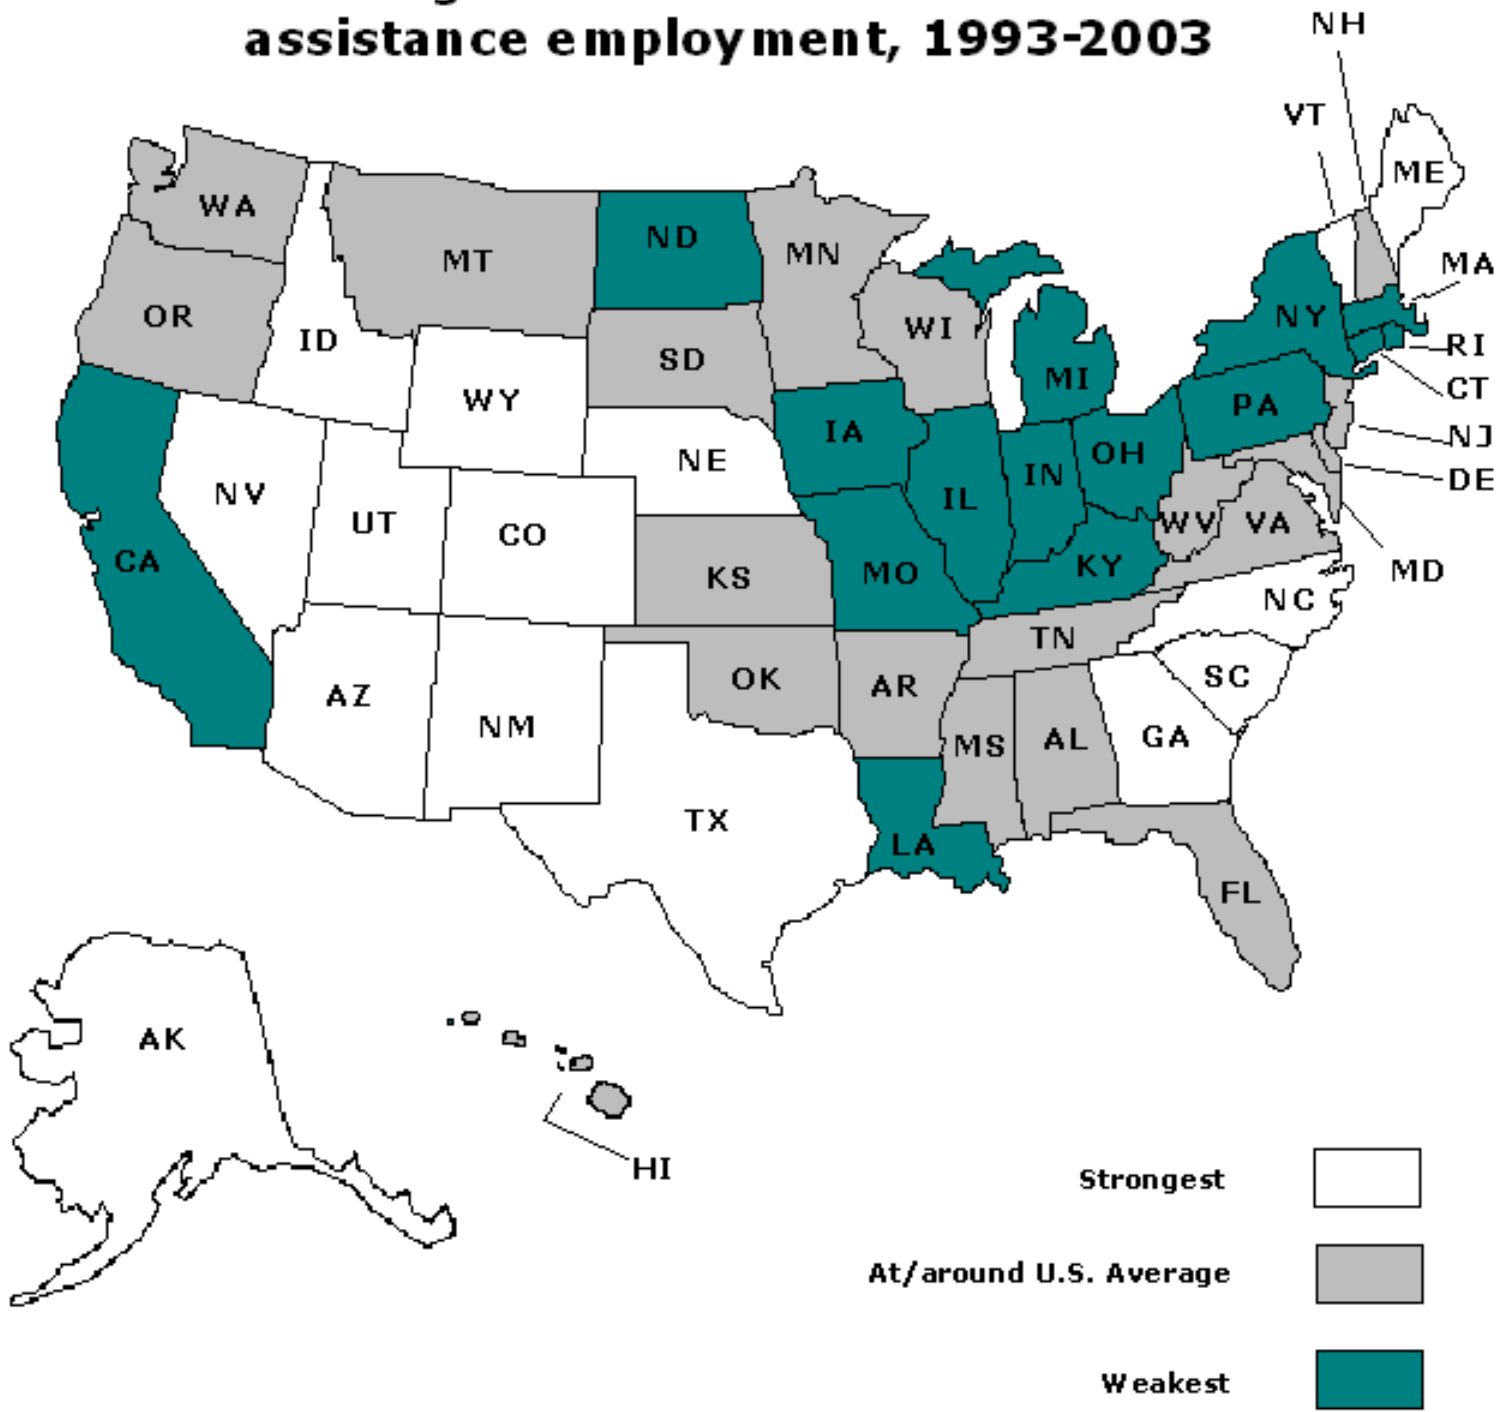 assistance employment, 1993-2003
NH
VT
ME
WA
ND
MT
MN
MA
OR
NY
WI
ID
RI
SD
MI
CT
WY
PA
IA
NJ
NE
OH
IN
DE
NV
IL
UT
CO
WV
VA
CA
KY
MD
MO
KS
NC
TN
SC
OK
AR
AZ
NM
MS
AL
GA
TX
LA
FL
AK
HI
Strongest
At/around U.S. Average
Weakest